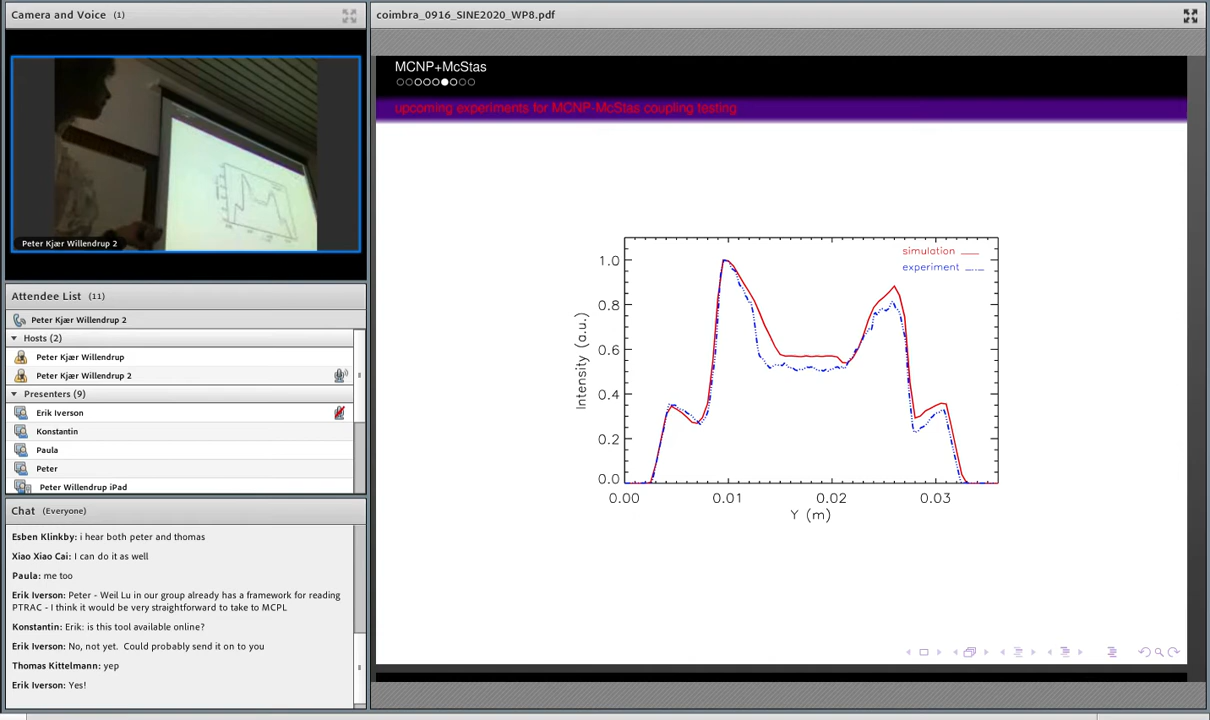 Camera and Voice (1)
Peter Kjær Willendrup 2
Attendee List (11)
Peter Kjær Willendrup 2
Hosts (2)
Peter Kjær Willendrup
Peter Kjær Willendrup 2
Presenters (9)
Erik Iverson
Konstantin
Paula
Peter
Peter Willendrup iPad
Chat (Everyone)
Esben Klinkby: i hear both peter and thomas
Xiao Xiao Cai: I can do it as well
Paula: me too
Erik Iverson: Peter - Weil Lu in our group already has a framework for reading
PTRAC - I think it would be very straightforward to take to MCPL
Konstantin: Erik: is this tool available online?
Erik Iverson: No, not yet. Could probably send it on to you
Thomas Kittelmann: yep
Erik Iverson: Yes!
coimbra_0916_SINE2020_WP8.pdf
MCNP+McStas
upcoming experiments for MCNP-McStas coupling testing
simulation
experiment
1.0
0.8
0.6
0.4
0.2
0.0
Intensity (a.u.)
0.00 0.01 0.02 0.03
Y (m)